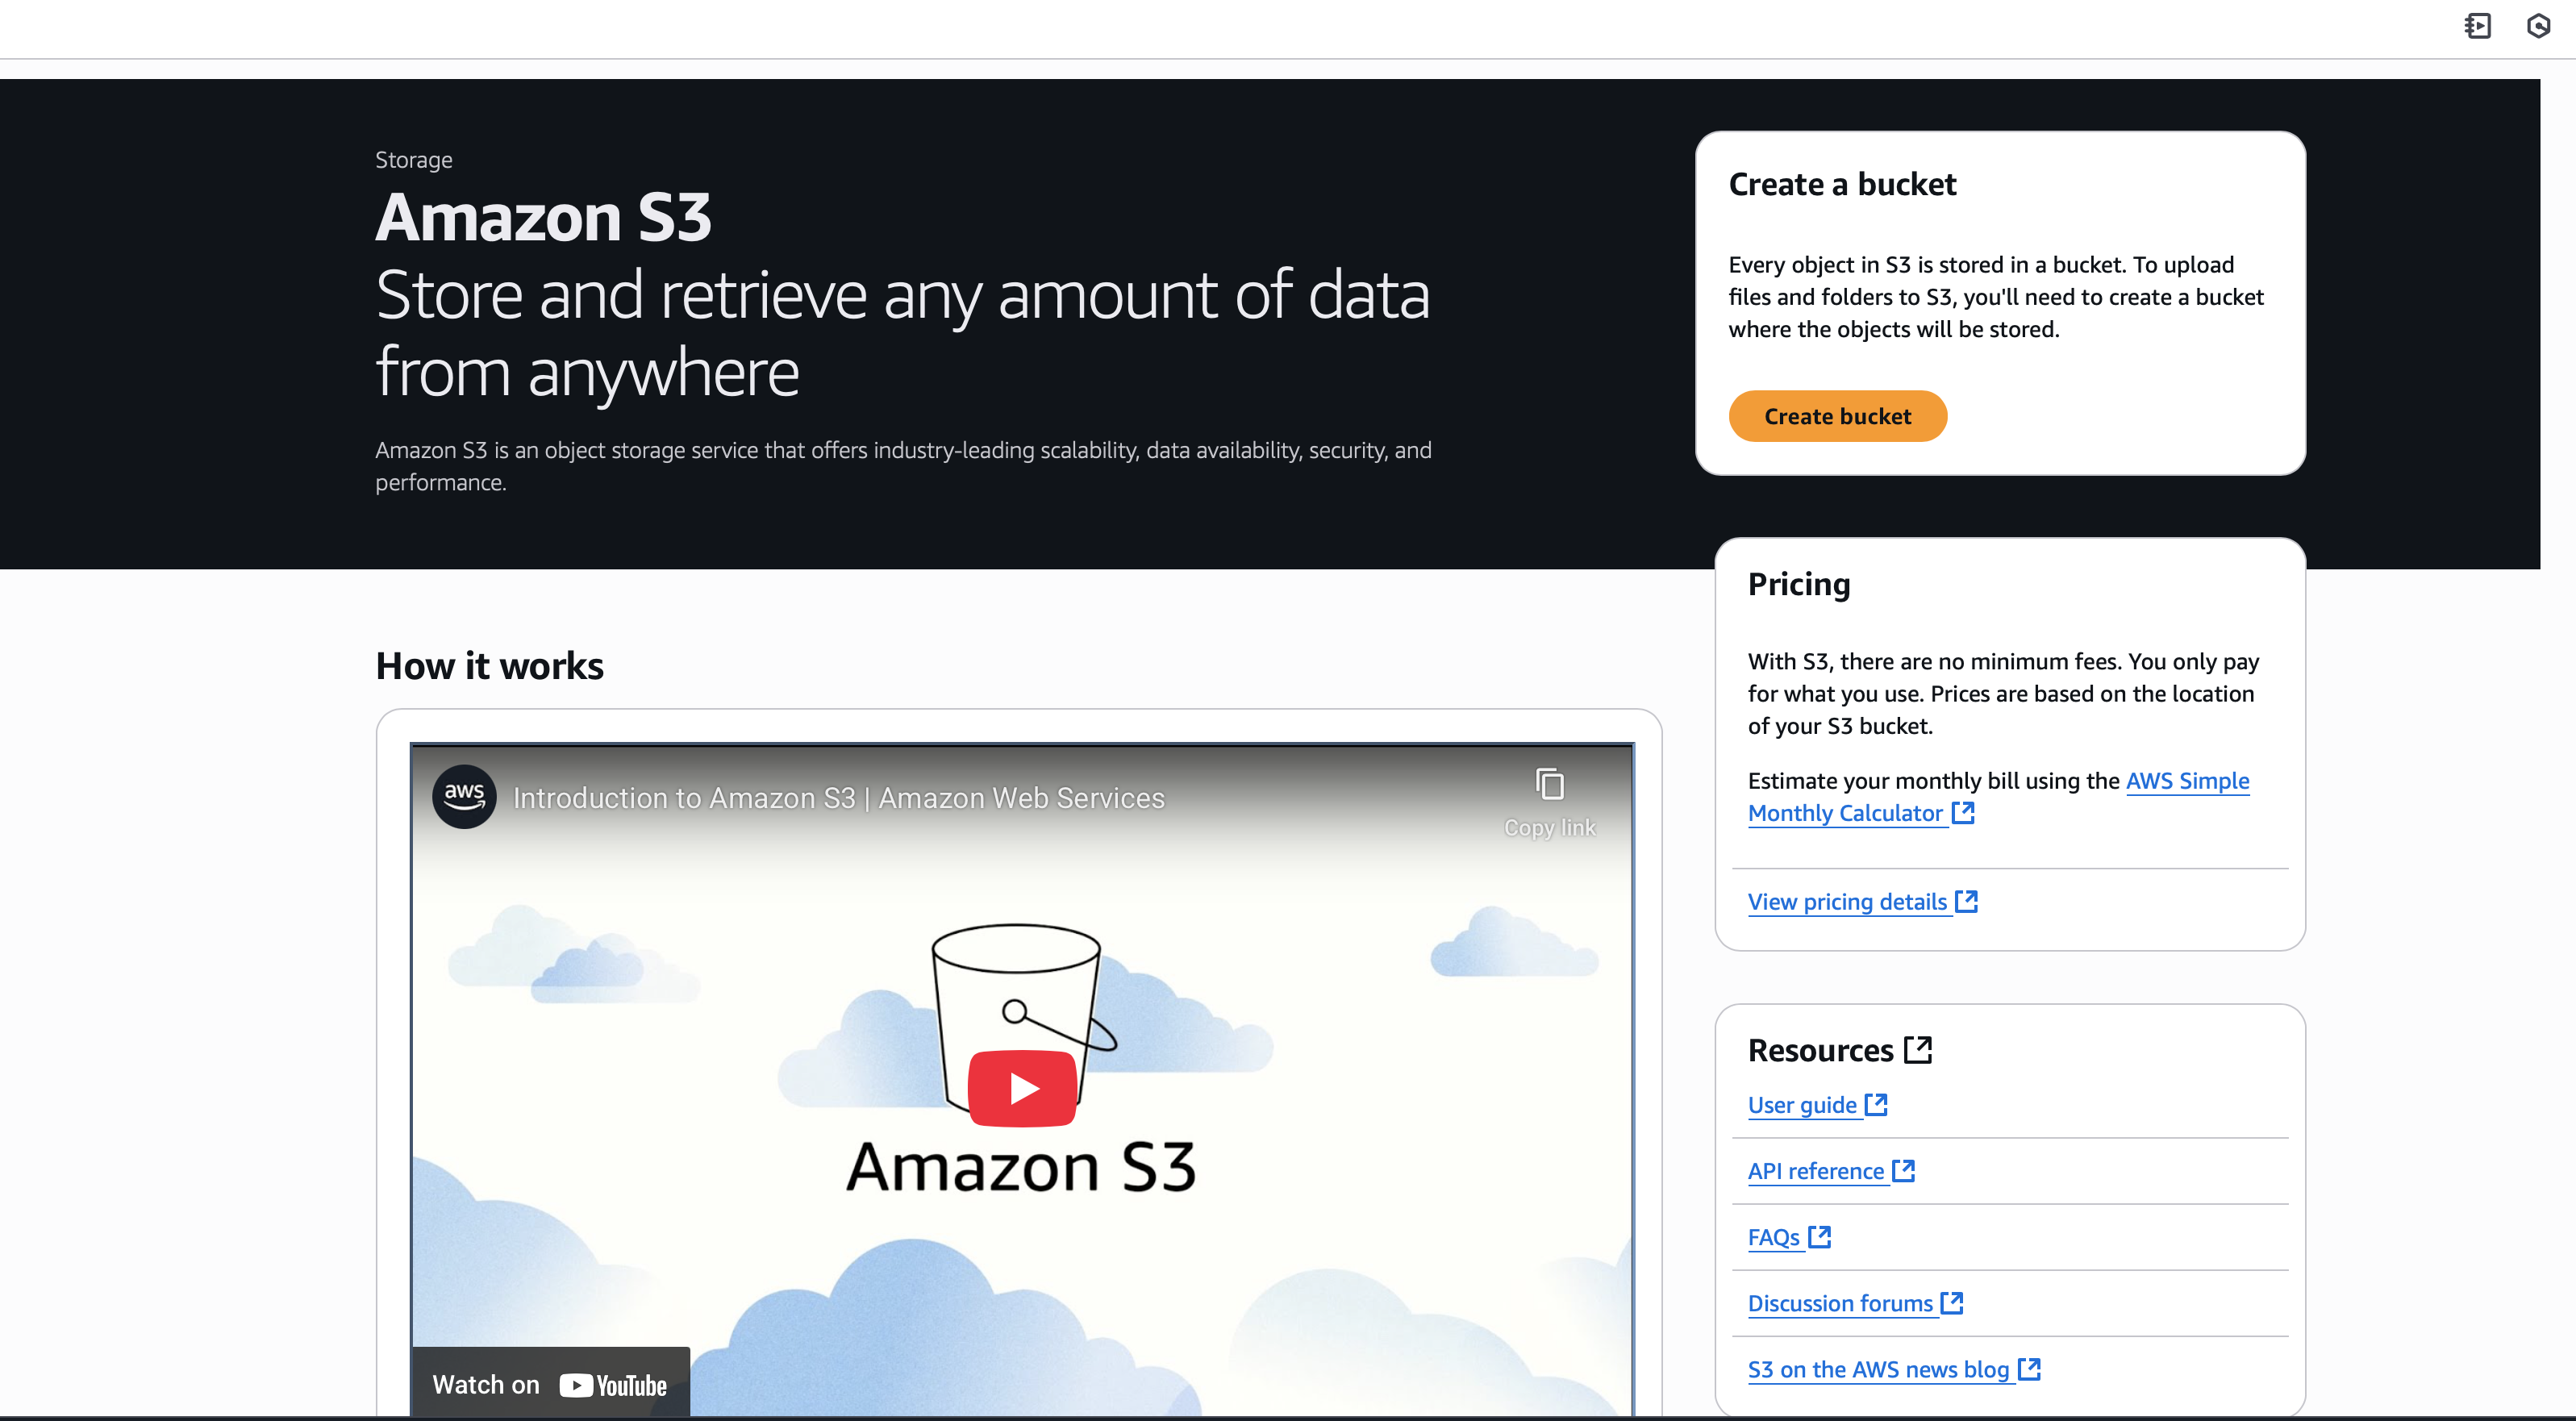 Storage
Amazon S3
Store and retrieve any amount of data
from anywhere
Amazon S3 is an object storage service that offers industry-leading scalability, data availability, security, and
performance.
Create a bucket
Every object in S3 is stored in a bucket. To upload
files and folders to S3, you'll need to create a bucket
where the objects will be stored.
Create bucket
How it works
aws
Introduction to Amazon S3 | Amazon Web Services
Copy link
Amazon S3
Watch on YouTube
Pricing
With S3, there are no minimum fees. You only pay
for what you use. Prices are based on the location
of your S3 bucket.
Estimate your monthly bill using the AWS Simple
Monthly Calculator
View pricing details
Resources
User guide
API reference
FAQs
Discussion forums
S3 on the AWS news blog